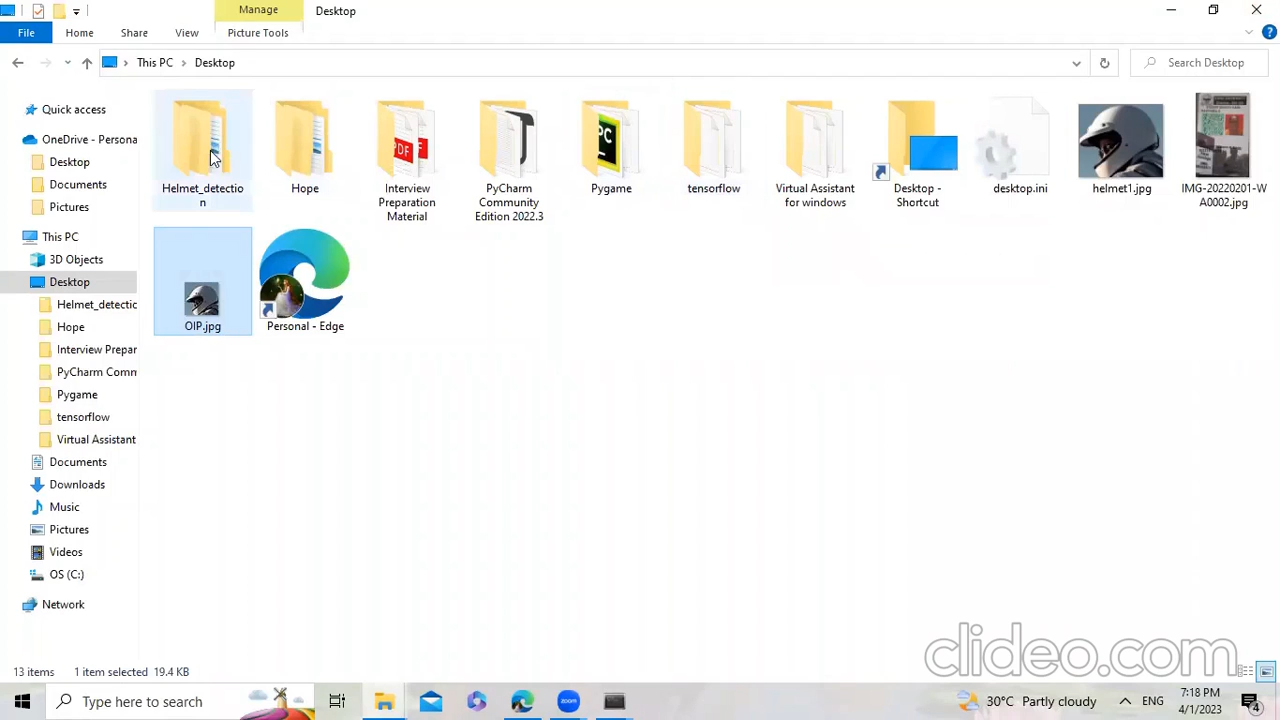 Manage
Desktop
File
Home
Share
View
Picture Tools
This PC
Desktop
Search Desktop
Quick access
OneDrive - Persona
Desktop
Documents
Pictures
This PC
3D Objects
Desktop
Helmet_detectic
Hope
Interview Prepar
PyCharm Comm
Pygame
tensorflow
Virtual Assistant
Documents
Downloads
Music
Pictures
Videos
OS (C:)
Network
Helmet_detectio
n
Hope
PDF
Interview
Preparation
Material
PyCharm
Community
Edition 2022.3
PC
Pygame
tensorflow
Virtual Assistant
for windows
Desktop -
Shortcut
desktop.ini
helmet1.jpg
IMG-20220201-W
A0002.jpg
OIP.jpg
Personal - Edge
13 items
1 item selected 19.4 KB
clideo.com
Type here to search
zoom
30°C Partly cloudy
ENG
7:18 PM
4/1/2023
4